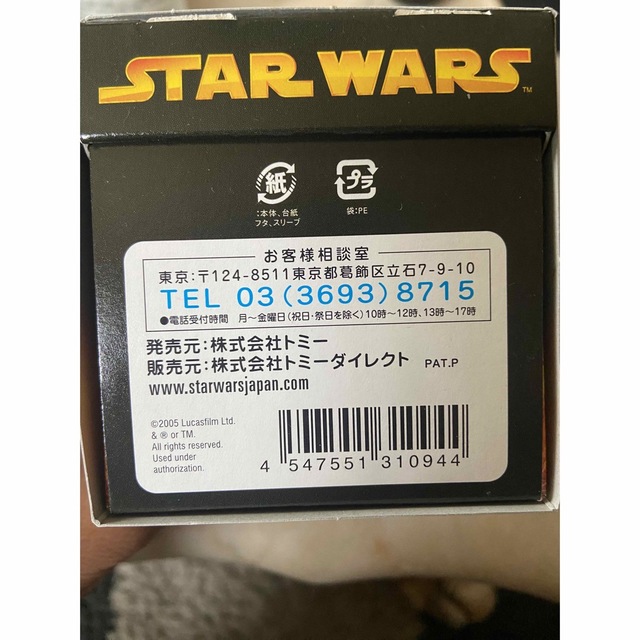 STAR WARS
TM
紙
プラ
:本体、台紙
フタ、スリーブ
袋:PE
お客様相談室
東京:〒124-8511東京都葛飾区立石7-9-10
TEL 03(3693)8715
●電話受付時間 月〜金曜日(祝日・祭日を除く)10時〜12時、13時〜17時
発売元:株式会社トミー
販売元:株式会社トミーダイレクト PAT.P
www.starwarsjapan.com
©2005 Lucasfilm Ltd.
& ® or TM.
All rights reserved.
Used under
authorization.
4 547551 310944